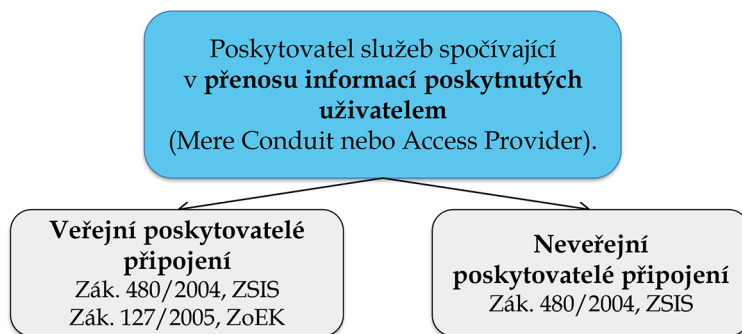 Poskytovatel služeb spočívající
v přenosu informací poskytnutých
uživatelem
(Mere Conduit nebo Access Provider).
Veřejní poskytovatelé
připojení
Zák. 480/2004, ZSIS
Zák. 127/2005, ZoEK
Neveřejní
poskytovatelé připojení
Zák. 480/2004, ZSIS